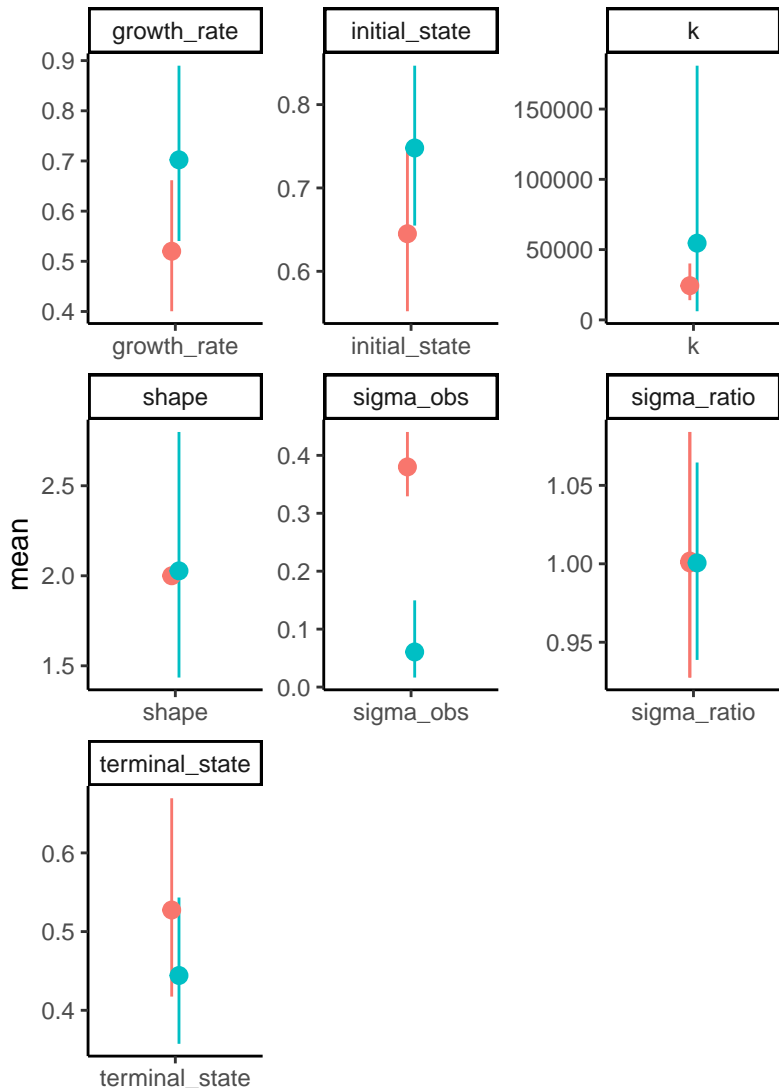 mean
growth_rate
0.9
0.8
0.7
0.6
0.5
0.4
growth_rate
initial_state
0.8
0.7
0.6
initial_state
k
150000
100000
50000
0
k
shape
2.5
2.0
1.5
shape
sigma_obs
0.4
0.3
0.2
0.1
0.0
sigma_obs
sigma_ratio
1.05
1.00
0.95
sigma_ratio
terminal_state
0.6
0.5
0.4
terminal_state